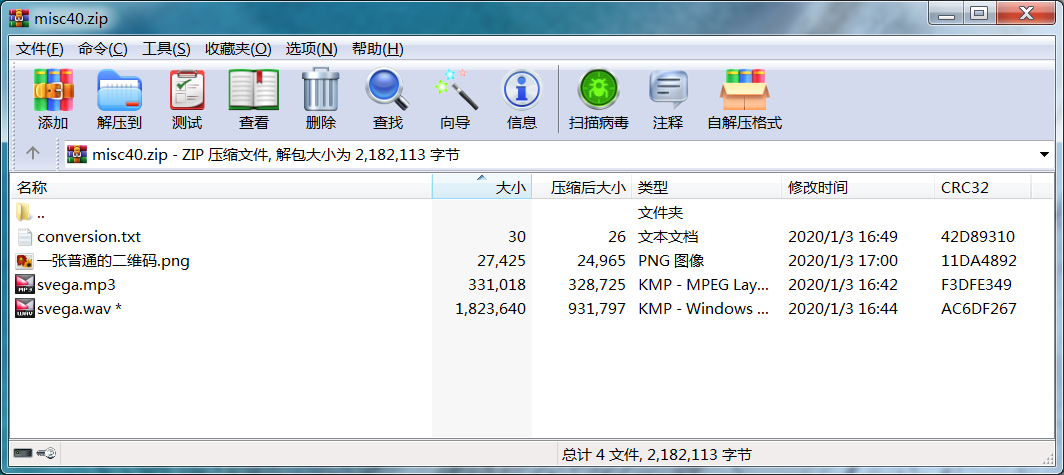 misc40.zip
文件(F) 命令(C) 工具(S) 收藏夹(O) 选项(N) 帮助(H)
添加 解压到 测试 查看 删除 查找 向导 信息 扫描病毒 注释 自解压格式
misc40.zip - ZIP 压缩文件, 解包大小为 2,182,113 字节
名称 大小 压缩后大小 类型 修改时间 CRC32
.. 文件夹
conversion.txt 30 26 文本文档 2020/1/3 16:49 42D89310
一张普通的二维码.png 27,425 24,965 PNG 图像 2020/1/3 17:00 11DA4892
svega.mp3 331,018 328,725 KMP - MPEG Lay... 2020/1/3 16:42 F3DFE349
svega.wav * 1,823,640 931,797 KMP - Windows ... 2020/1/3 16:44 AC6DF267
总计 4 文件, 2,182,113 字节